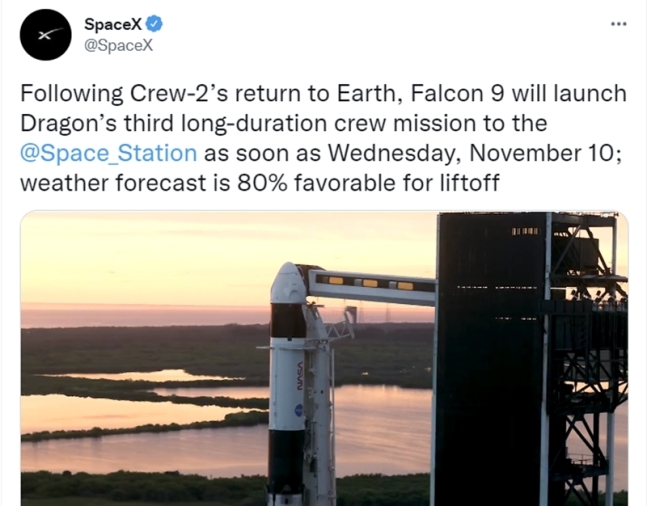 SpaceX
@SpaceX
Following Crew-2’s return to Earth, Falcon 9 will launch
Dragon’s third long-duration crew mission to the
@Space_Station as soon as Wednesday, November 10;
weather forecast is 80% favorable for liftoff
NASA